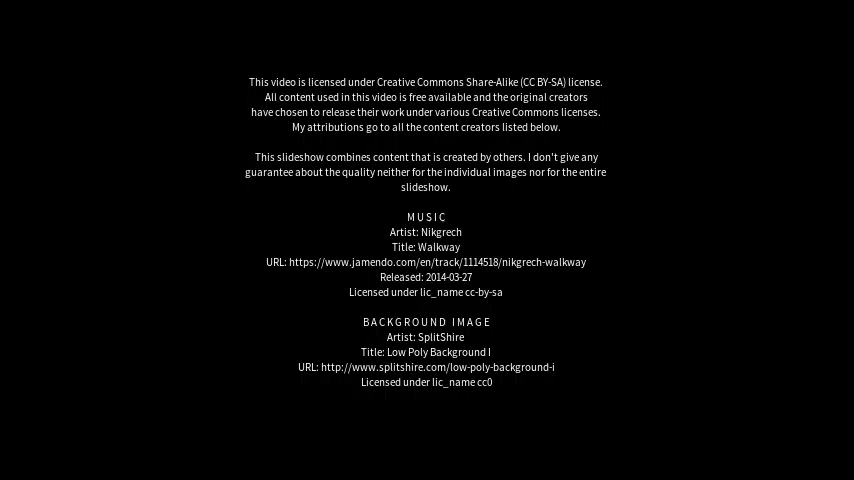 This video is licensed under Creative Commons Share-Alike (CC BY-SA) license.
All content used in this video is free available and the original creators
have chosen to release their work under various Creative Commons licenses.
My attributions go to all the content creators listed below.
This slideshow combines content that is created by others. I don't give any
guarantee about the quality neither for the individual images nor for the entire
slideshow.
MUSIC
Artist: Nikgrech
Title: Walkway
URL: https://www.jamendo.com/en/track/1114518/nikgrech-walkway
Released: 2014-03-27
Licensed under lic_name cc-by-sa
BACKGROUND IMAGE
Artist: SplitShire
Title: Low Poly Background I
URL: http://www.splitshire.com/low-poly-background-i
Licensed under lic_name cc0